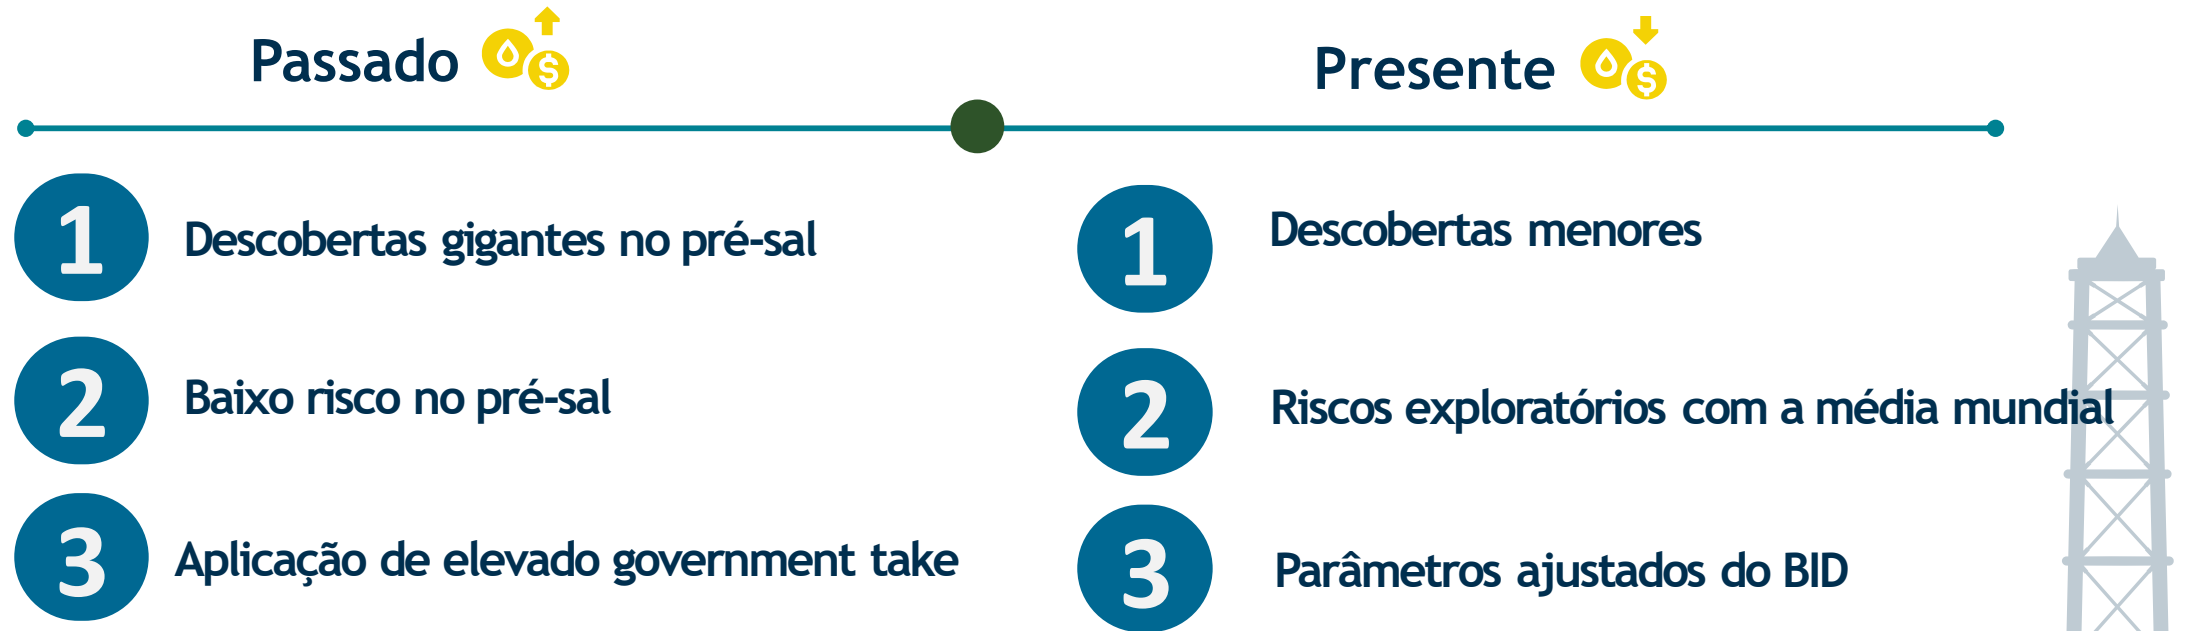 Passado
1
Descobertas gigantes no pré-sal
2
Baixo risco no pré-sal
3
Aplicação de elevado government take
Presente
1
Descobertas menores
2
Riscos exploratórios com a média mundial
3
Parâmetros ajustados do BID